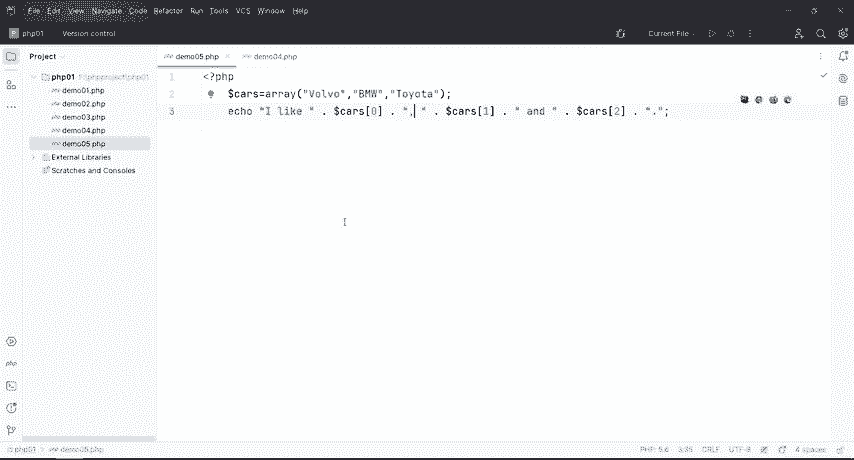 File Edit View Navigate Code Refactor Run Tools VCS Window Help
P php01 Version control Current File
Project demo05.php demo04.php
php01
demo01.php
demo02.php
demo03.php
demo04.php
demo05.php
External Libraries
Scratches and Consoles
1 <?php
2 $cars=array("Volvo","BMW","Toyota");
3 echo "I like " . $cars[0] . ", " . $cars[1] . " and " . $cars[2] . ".";
php
php01 demo05.php PHP: 5.6 3:35 CRLF UTF-8 4 spaces